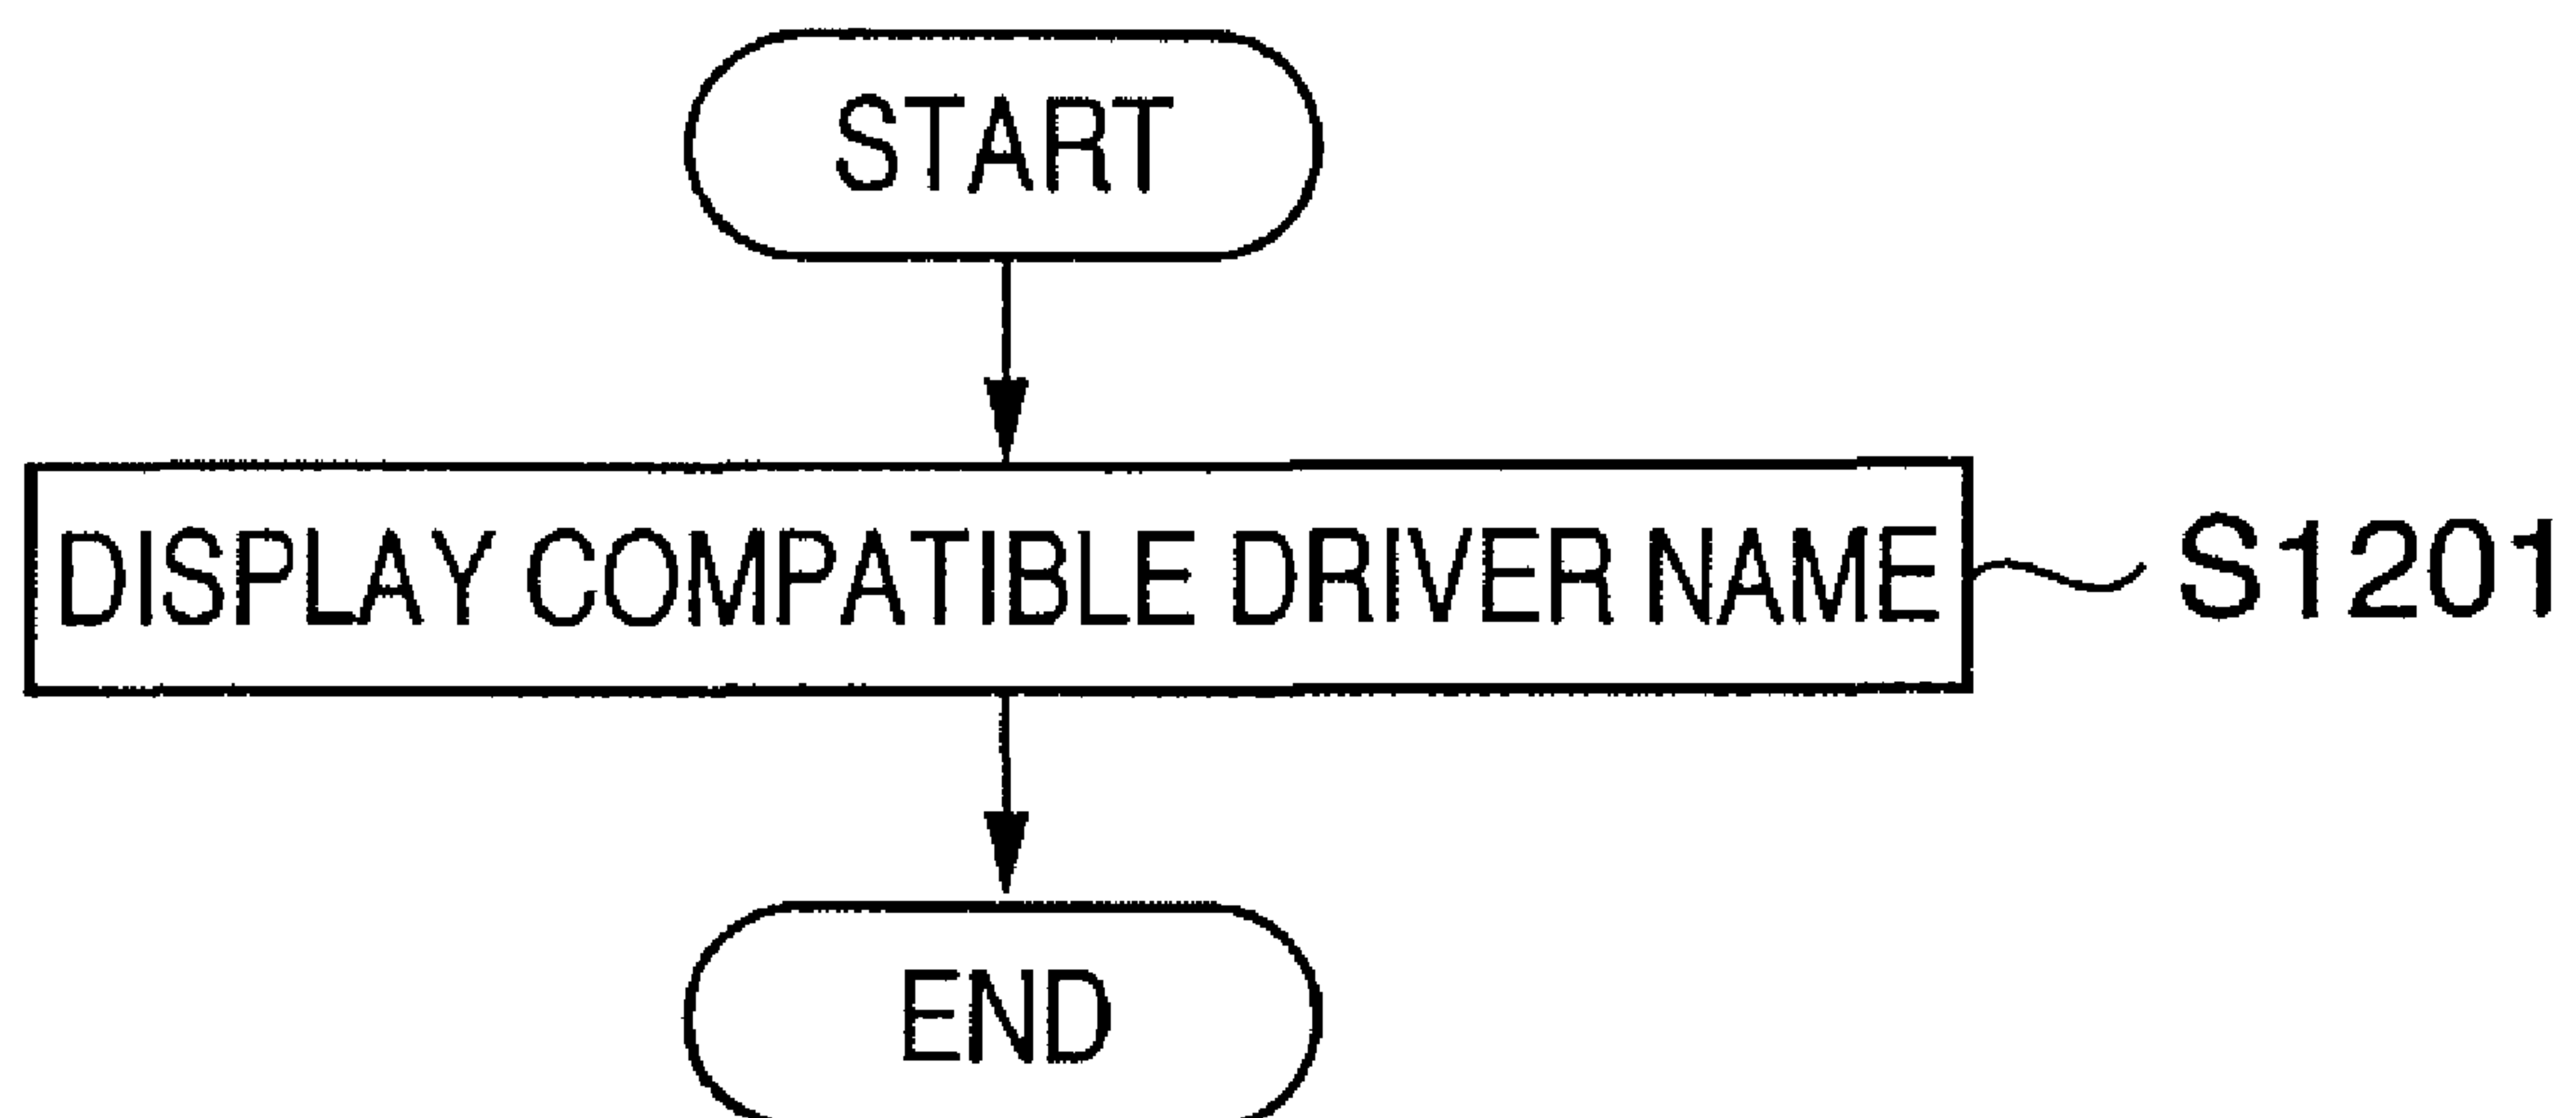 START
DISPLAY COMPATIBLE DRIVER NAME
S1201
END